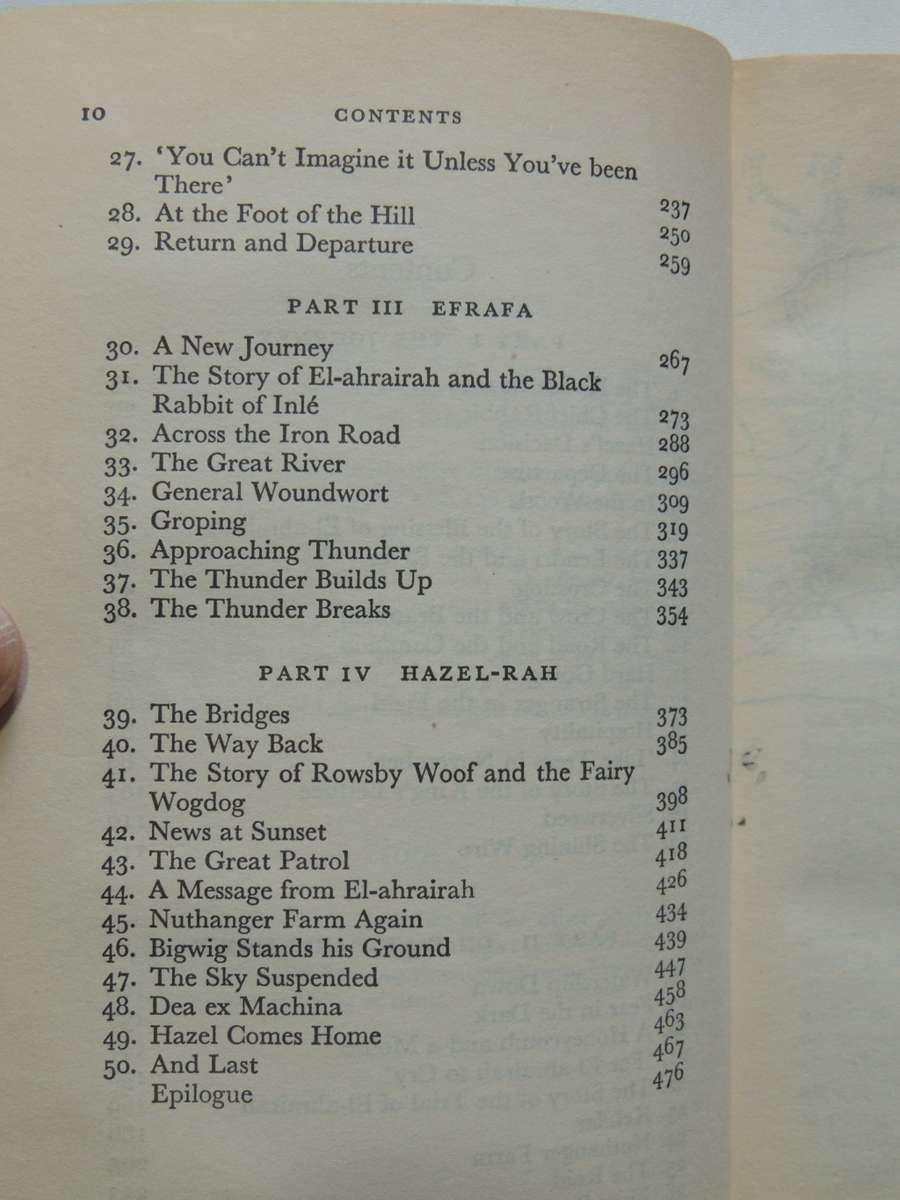 10 CONTENTS
27. ‘You Can’t Imagine it Unless You’ve been
There’ 237
28. At the Foot of the Hill 250
29. Return and Departure 259
PART III EFRAFA
30. A New Journey 267
31. The Story of El-ahrairah and the Black
Rabbit of Inlé 273
32. Across the Iron Road 288
33. The Great River 296
34. General Woundwort 309
35. Groping 319
36. Approaching Thunder 337
37. The Thunder Builds Up 343
38. The Thunder Breaks 354
PART IV HAZEL-RAH
39. The Bridges 373
40. The Way Back 385
41. The Story of Rowsby Woof and the Fairy
Wogdog 398
42. News at Sunset 411
43. The Great Patrol 418
44. A Message from El-ahrairah 426
45. Nuthanger Farm Again 434
46. Bigwig Stands his Ground 439
47. The Sky Suspended 447
48. Dea ex Machina 458
49. Hazel Comes Home 463
50. And Last 467
Epilogue 476